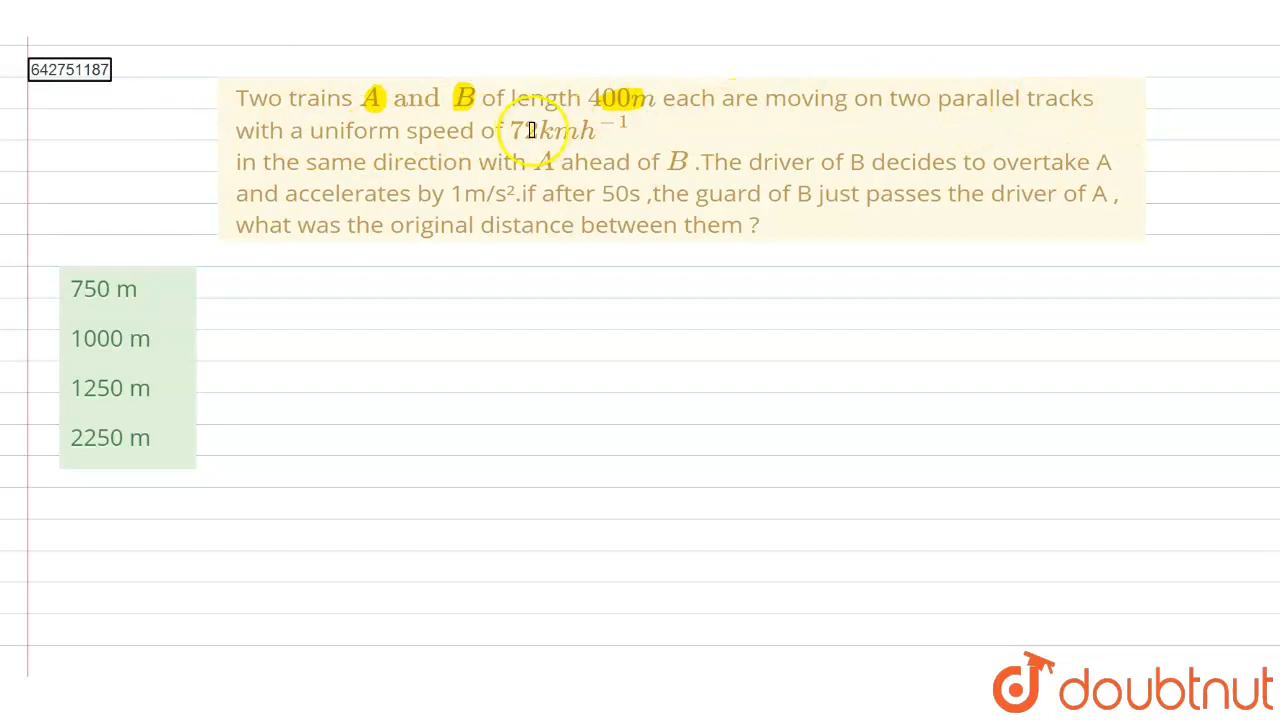 642751187
Two trains A and B of length 400m each are moving on two parallel tracks
with a uniform speed of 72kmh⁻¹
in the same direction with A ahead of B .The driver of B decides to overtake A
and accelerates by 1m/s².if after 50s ,the guard of B just passes the driver of A ,
what was the original distance between them ?
750 m
1000 m
1250 m
2250 m
doubtnut